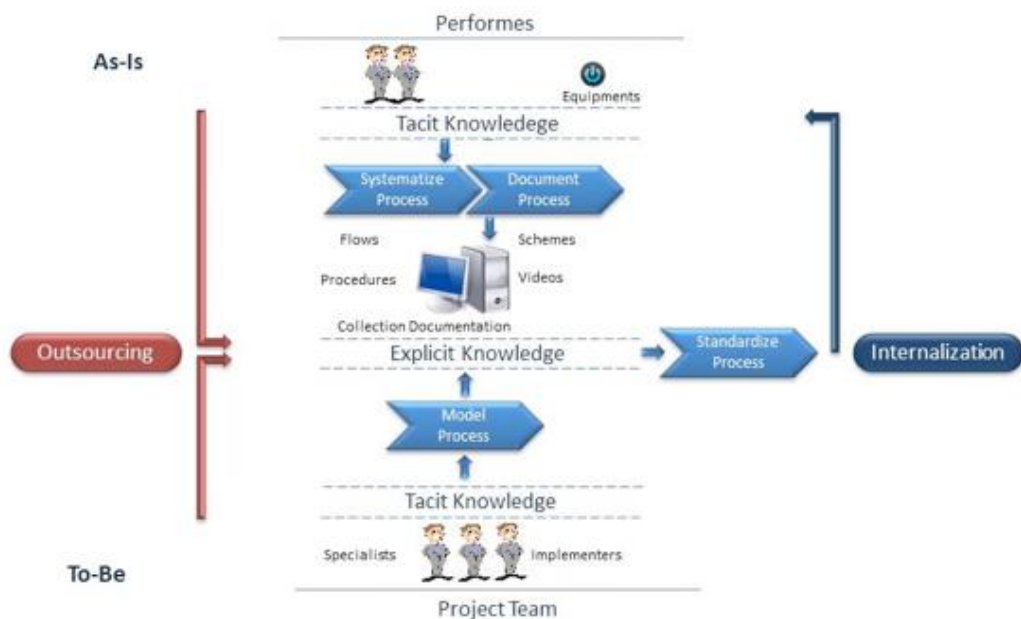 Performes
As-Is
Equipments
Tacit Knowledege
Systematize
Process
Document
Process
Flows
Schemes
Procedures
Videos
Collection Documentation
Outsourcing
Explicit Knowledge
Standardize
Process
Internalization
Model
Process
Tacit Knowledge
Specialists
Implementers
To-Be
Project Team